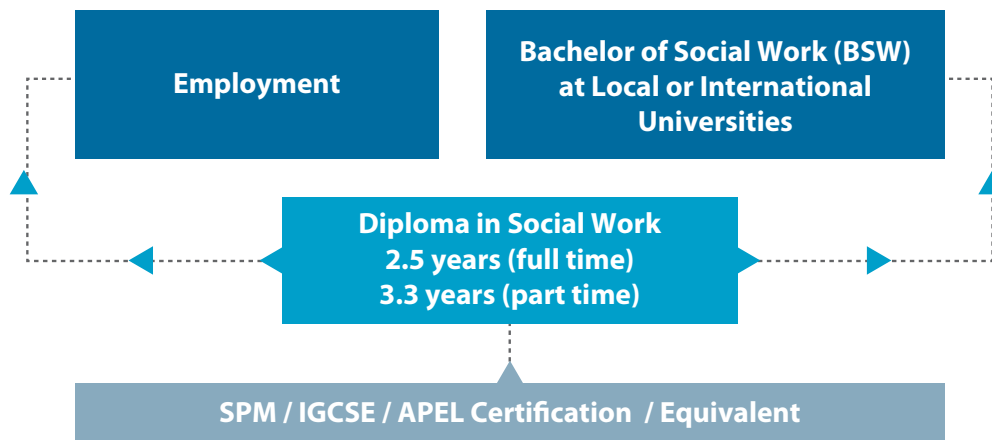 Employment
Bachelor of Social Work (BSW)
at Local or International
Universities
Diploma in Social Work
2.5 years (full time)
3.3 years (part time)
SPM / IGCSE / APEL Certification / Equivalent